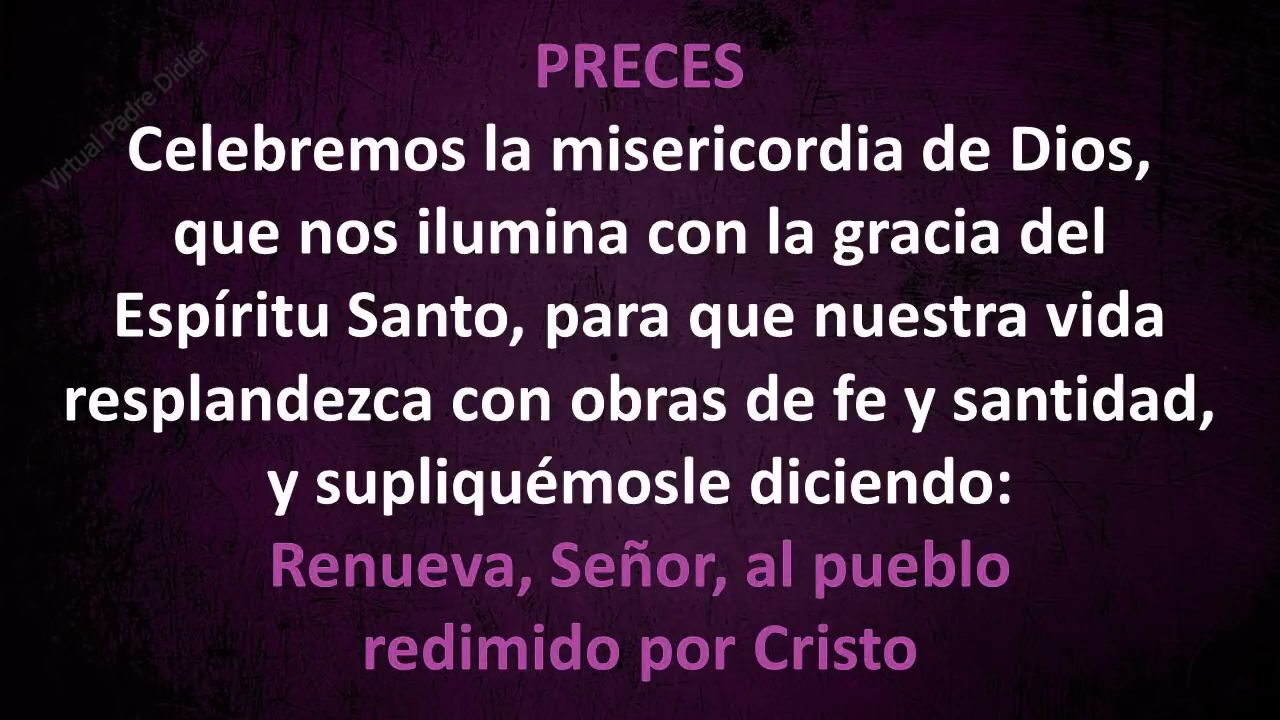 Virtual Padre Didier
PRECES
Celebremos la misericordia de Dios,
que nos ilumina con la gracia del
Espíritu Santo, para que nuestra vida
resplandezca con obras de fe y santidad,
y supliquémosle diciendo:
Renueva, Señor, al pueblo
redimido por Cristo